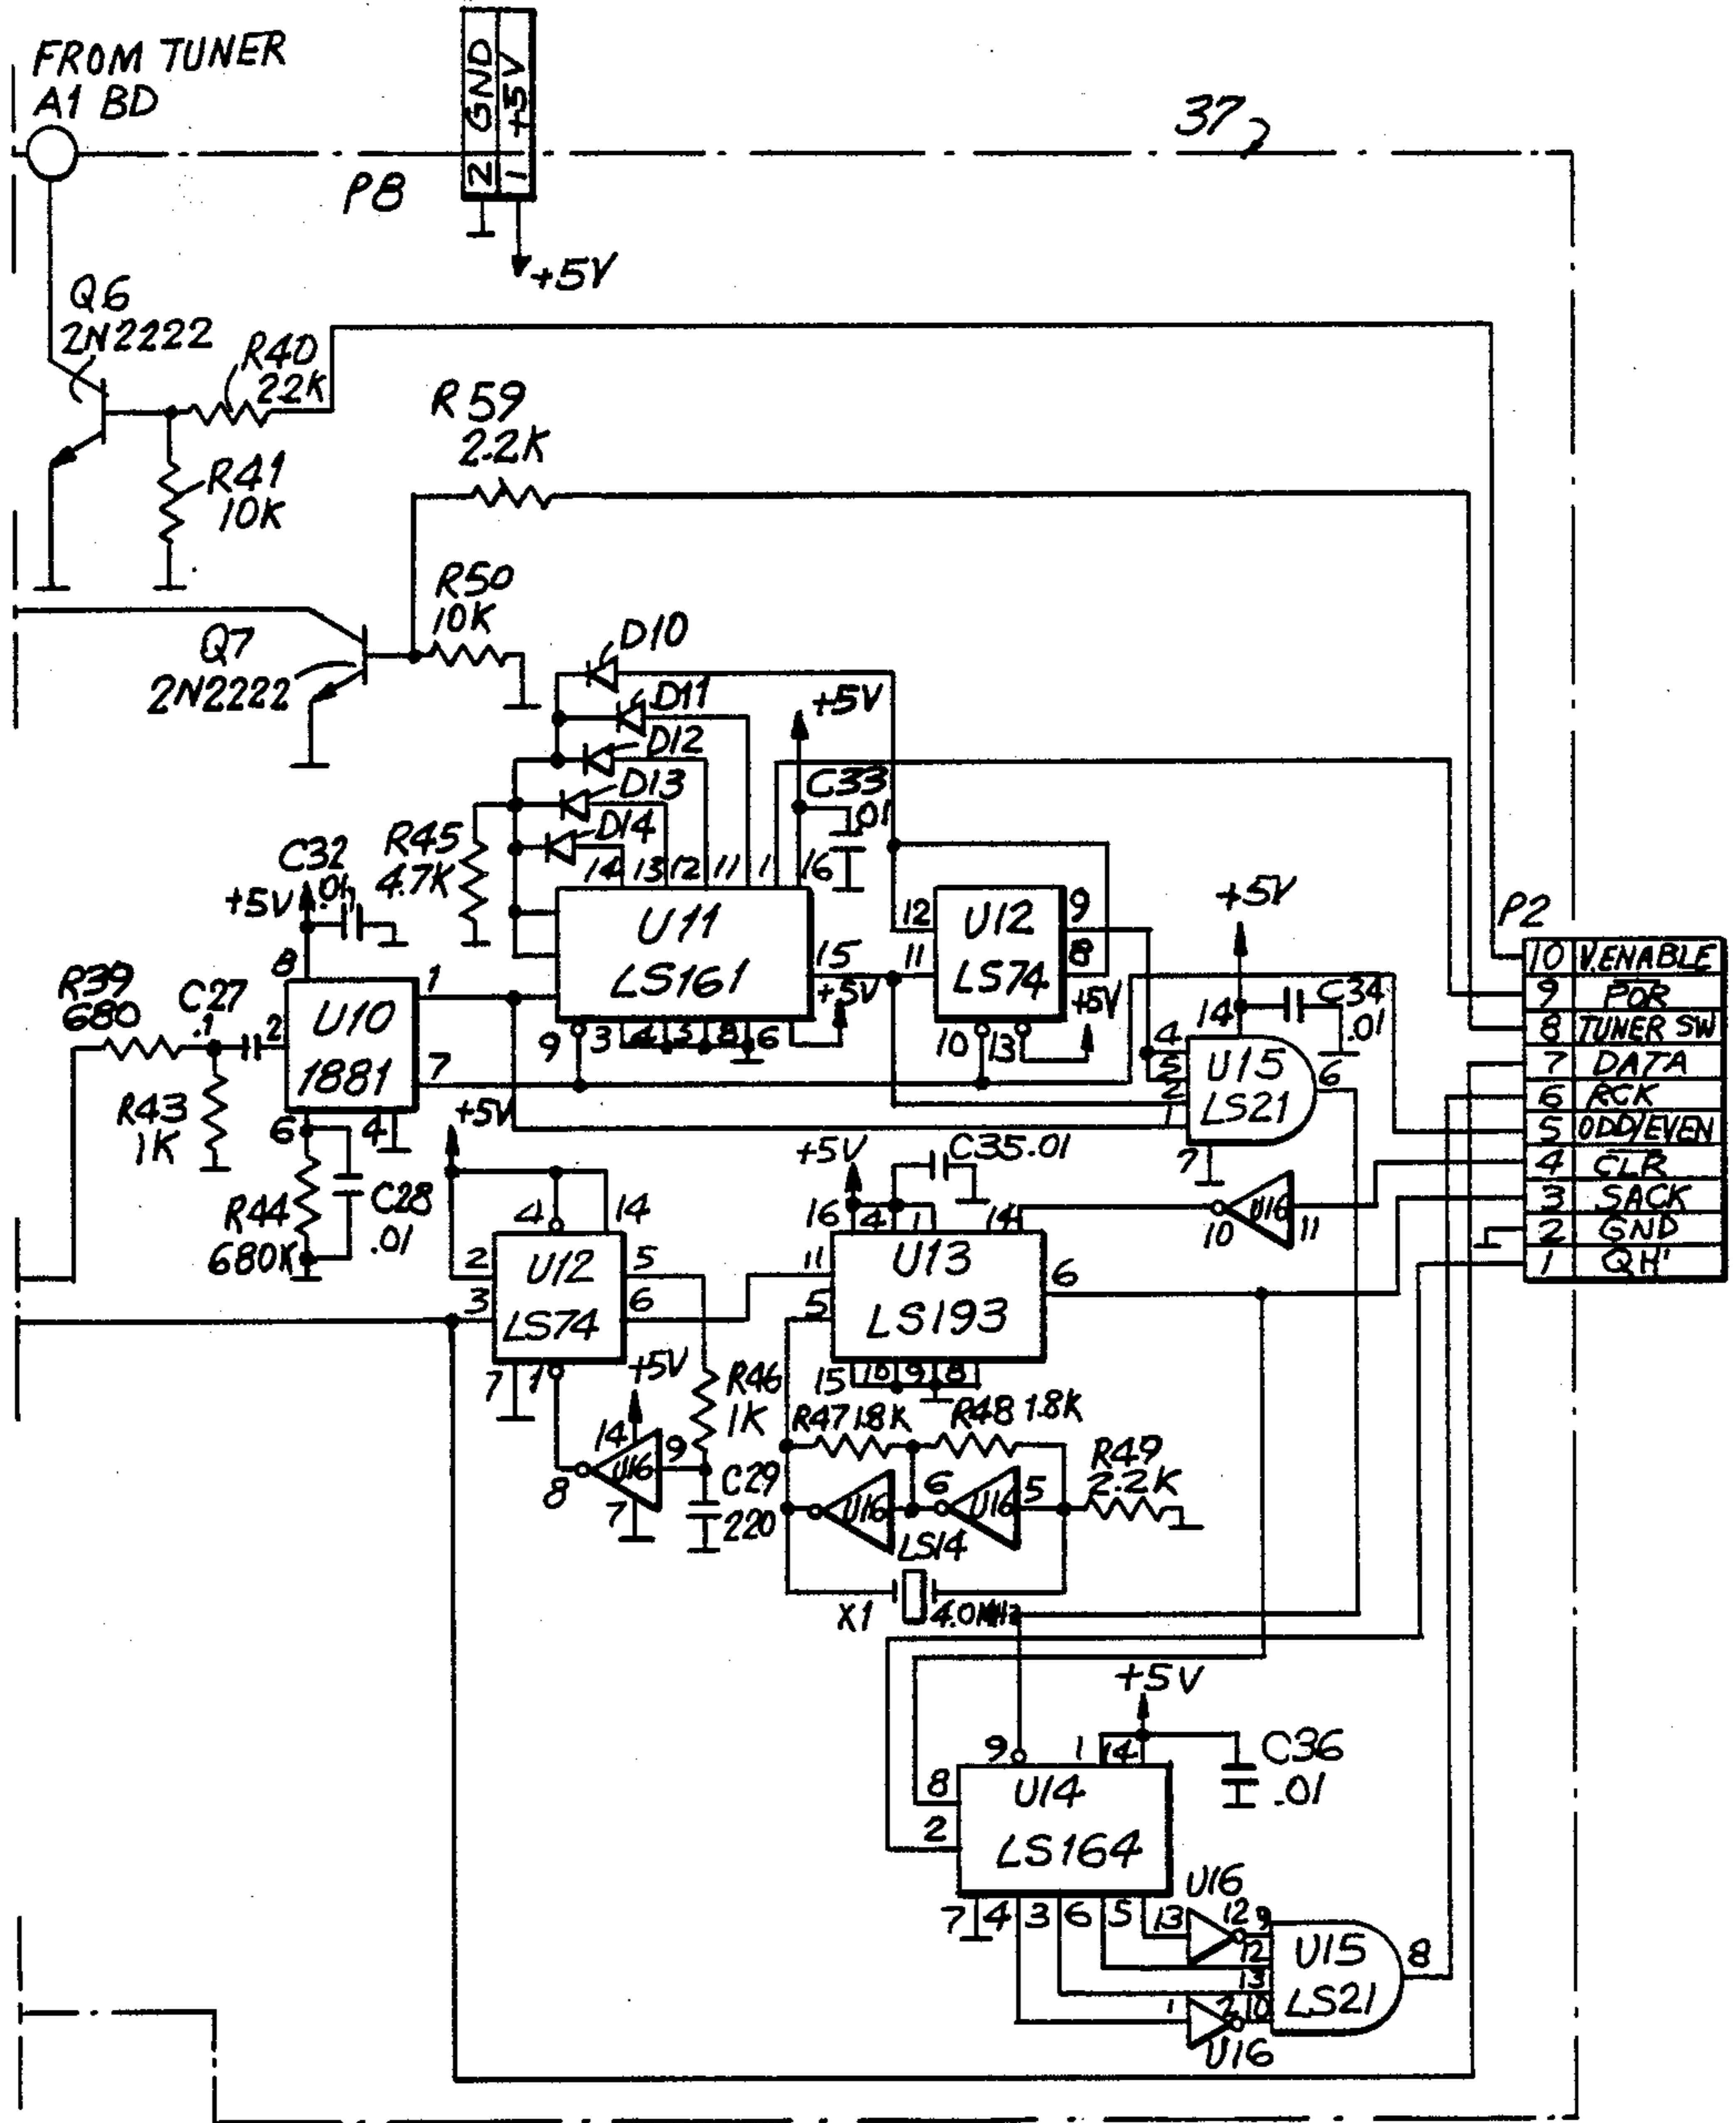 FROM TUNER
A1 BD
2 GND
1 +5V
P8
+5V
37
Q6
2N2222
R40
22K
R41
10K
R59
2.2K
R50
10K
Q7
2N2222
D10
D11
D12
D13
D14
+5V
C33
.01
R45
4.7K
14 13 12 11 1 16
C32
+5V
8
U11
LS161
15
+5V
9 3 4 5 8 6
R39
680
C27
.1
2
U10
1881
1
7
6 4
R43
1K
R44
680K
C28
.01
12
11
U12
LS74
9
8
10 13
+5V
+5V
14
C34
.01
4
5
2
1
U15
LS21
6
7
P2
10 V.ENABLE
9 POR
8 TUNER SW
7 DATA
6 RCK
5 ODD/EVEN
4 CLR
3 SACK
2 GND
1 QH'
+5V
4 14
2
3
U12
LS74
5
6
7 1
+5V
C35 .01
16 4 1 14
11
5
U13
LS193
6
15 10 9 8
10 U16 11
+5V
14
8 U16 9
7
R46
1K
C29
220
R47 1.8K
R48 1.8K
R49
2.2K
U16
6 U16 5
LS14
X1 4.0MHz
+5V
9 1 14
C36
.01
8
2
U14
LS164
7 4 3 6 5
U16
13 12
9
12
13
10
U15
LS21
8
1 2
U16